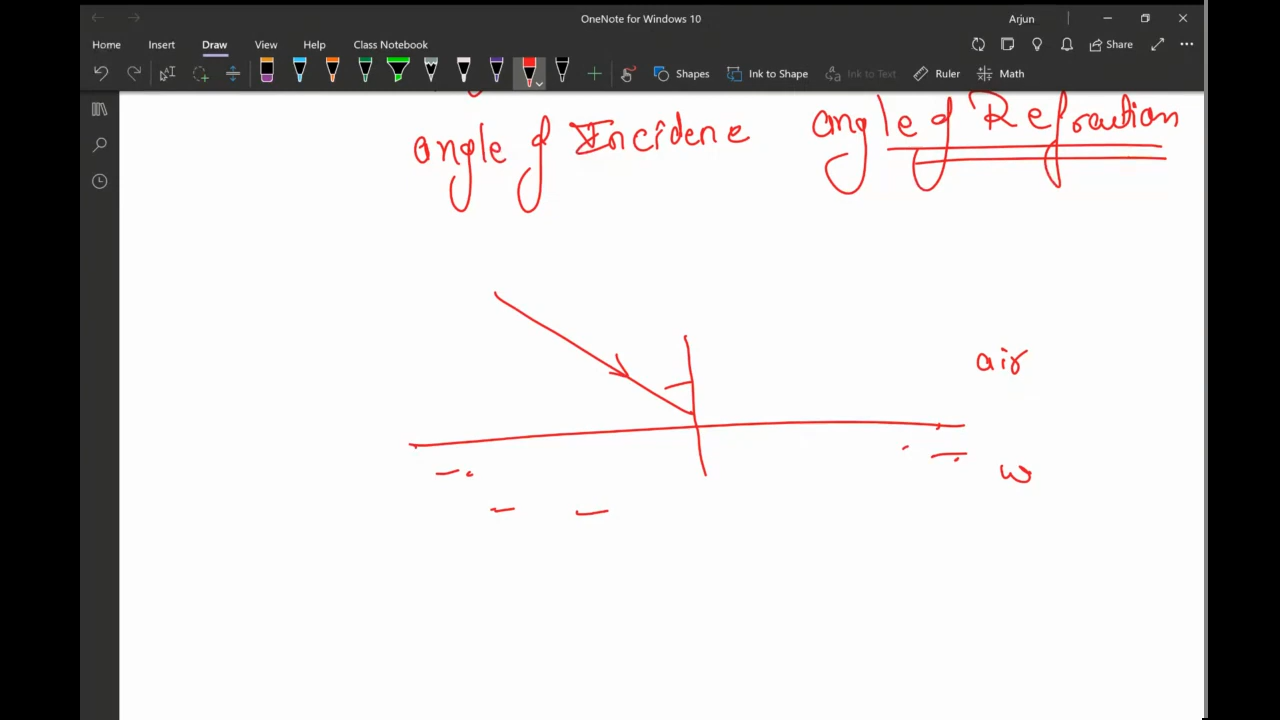 OneNote for Windows 10
Arjun
Home Insert Draw View Help Class Notebook
Share
Shapes Ink to Shape Ink to Text Ruler Math
angle of Incidene angle of Refraction
air
w